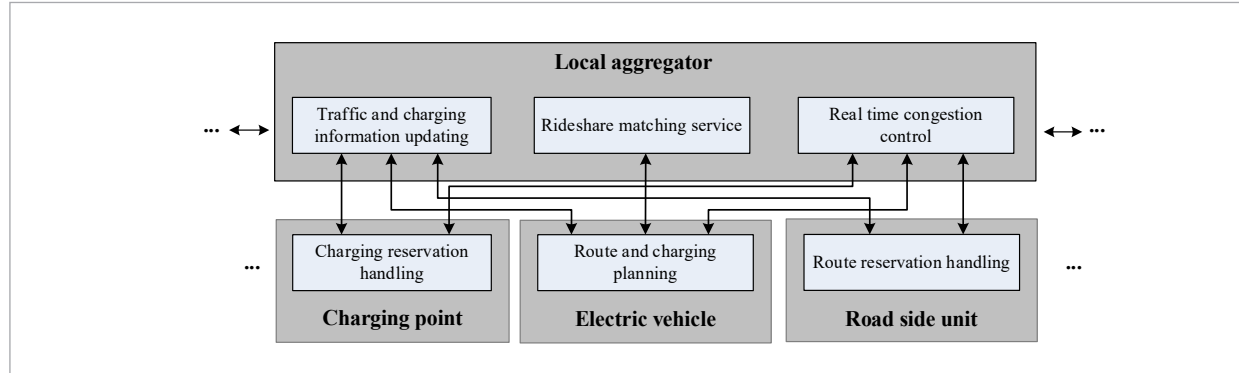 Local aggregator
Traffic and charging
information updating
Rideshare matching service
Real time congestion
control
...
...
Charging reservation
handling
Route and charging
planning
Route reservation handling
...
...
Charging point
Electric vehicle
Road side unit